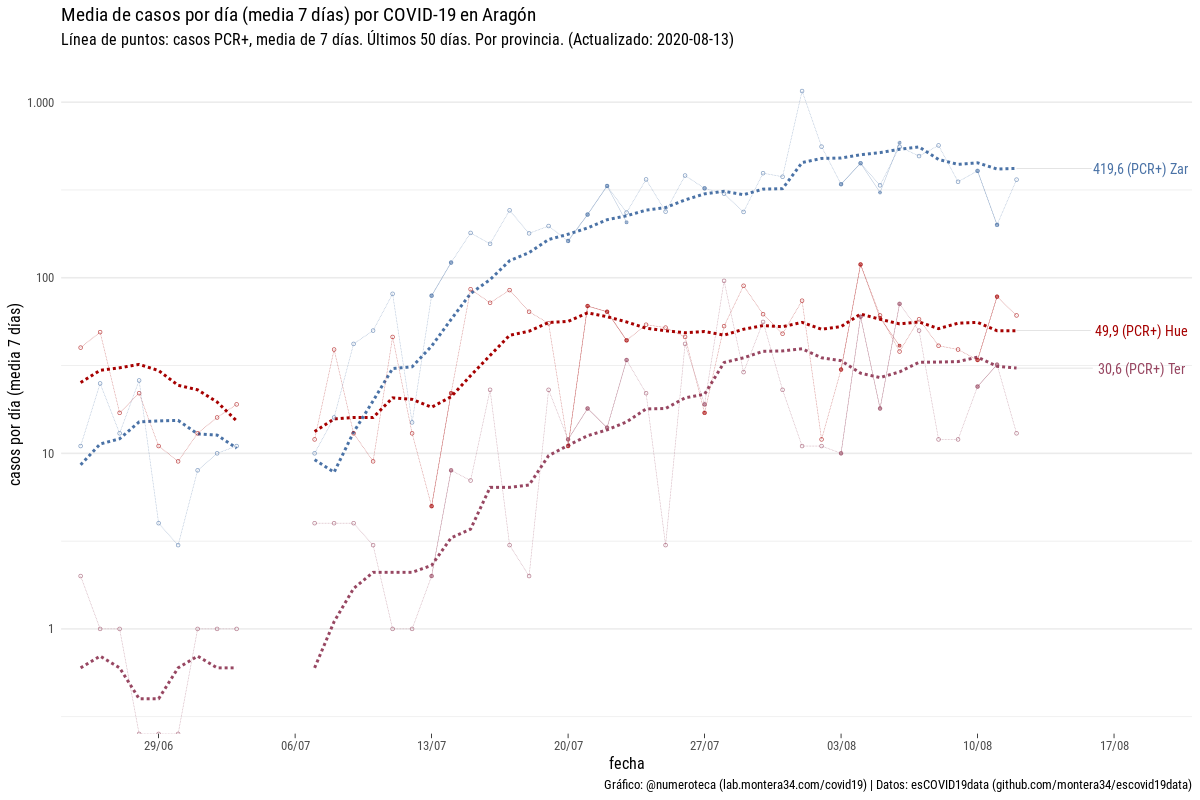 Media de casos por día (media 7 días) por COVID-19 en Aragón
Línea de puntos: casos PCR+, media de 7 días. Últimos 50 días. Por provincia. (Actualizado: 2020-08-13)
casos por día (media 7 días)
1.000
100
10
1
419,6 (PCR+) Zar
49,9 (PCR+) Hue
30,6 (PCR+) Ter
29/06
06/07
13/07
20/07
27/07
03/08
10/08
17/08
fecha
Gráfico: @numeroteca (lab.montera34.com/covid19) | Datos: esCOVID19data (github.com/montera34/escovid19data)